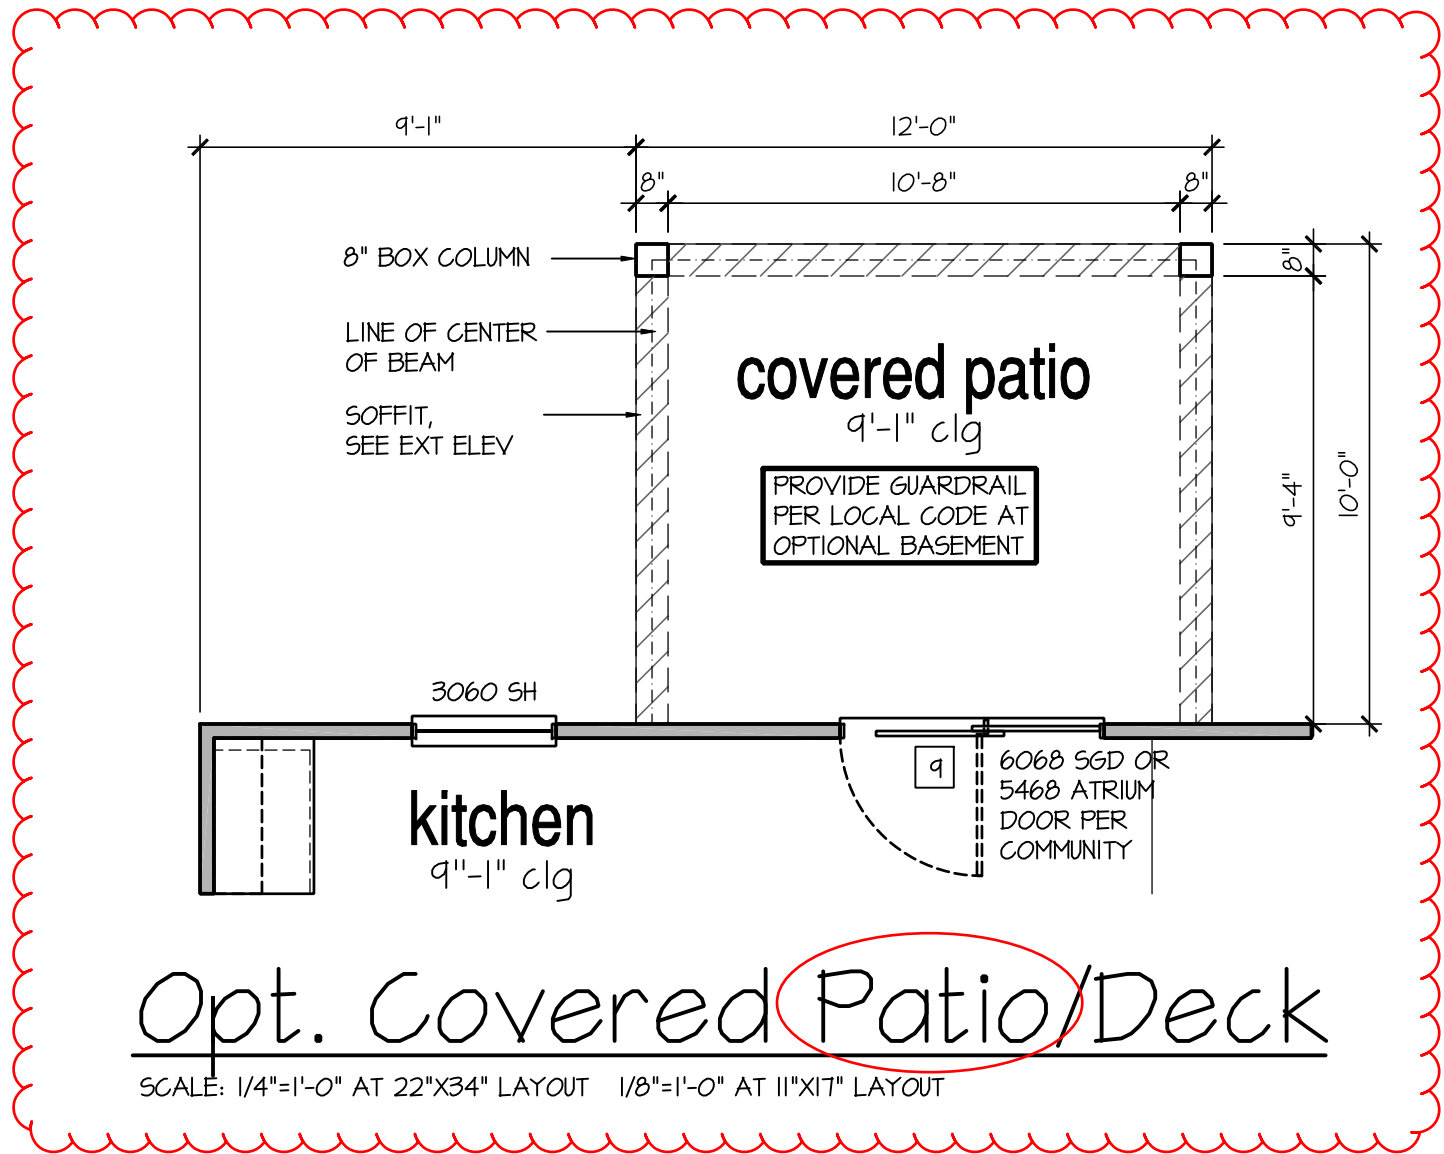 9'-1"
12'-0"
8"
10'-8"
8"
8" BOX COLUMN
8"
LINE OF CENTER
OF BEAM
covered patio
9'-1" clg
SOFFIT,
SEE EXT ELEV
PROVIDE GUARDRAIL
PER LOCAL CODE AT
OPTIONAL BASEMENT
9'-4"
10'-0"
3060 SH
9
6068 SGD OR
5468 ATRIUM
DOOR PER
COMMUNITY
kitchen
9"-1" clg
Opt. Covered Patio/Deck
SCALE: 1/4"=1'-0" AT 22"X34" LAYOUT 1/8"=1'-0" AT 11"X17" LAYOUT